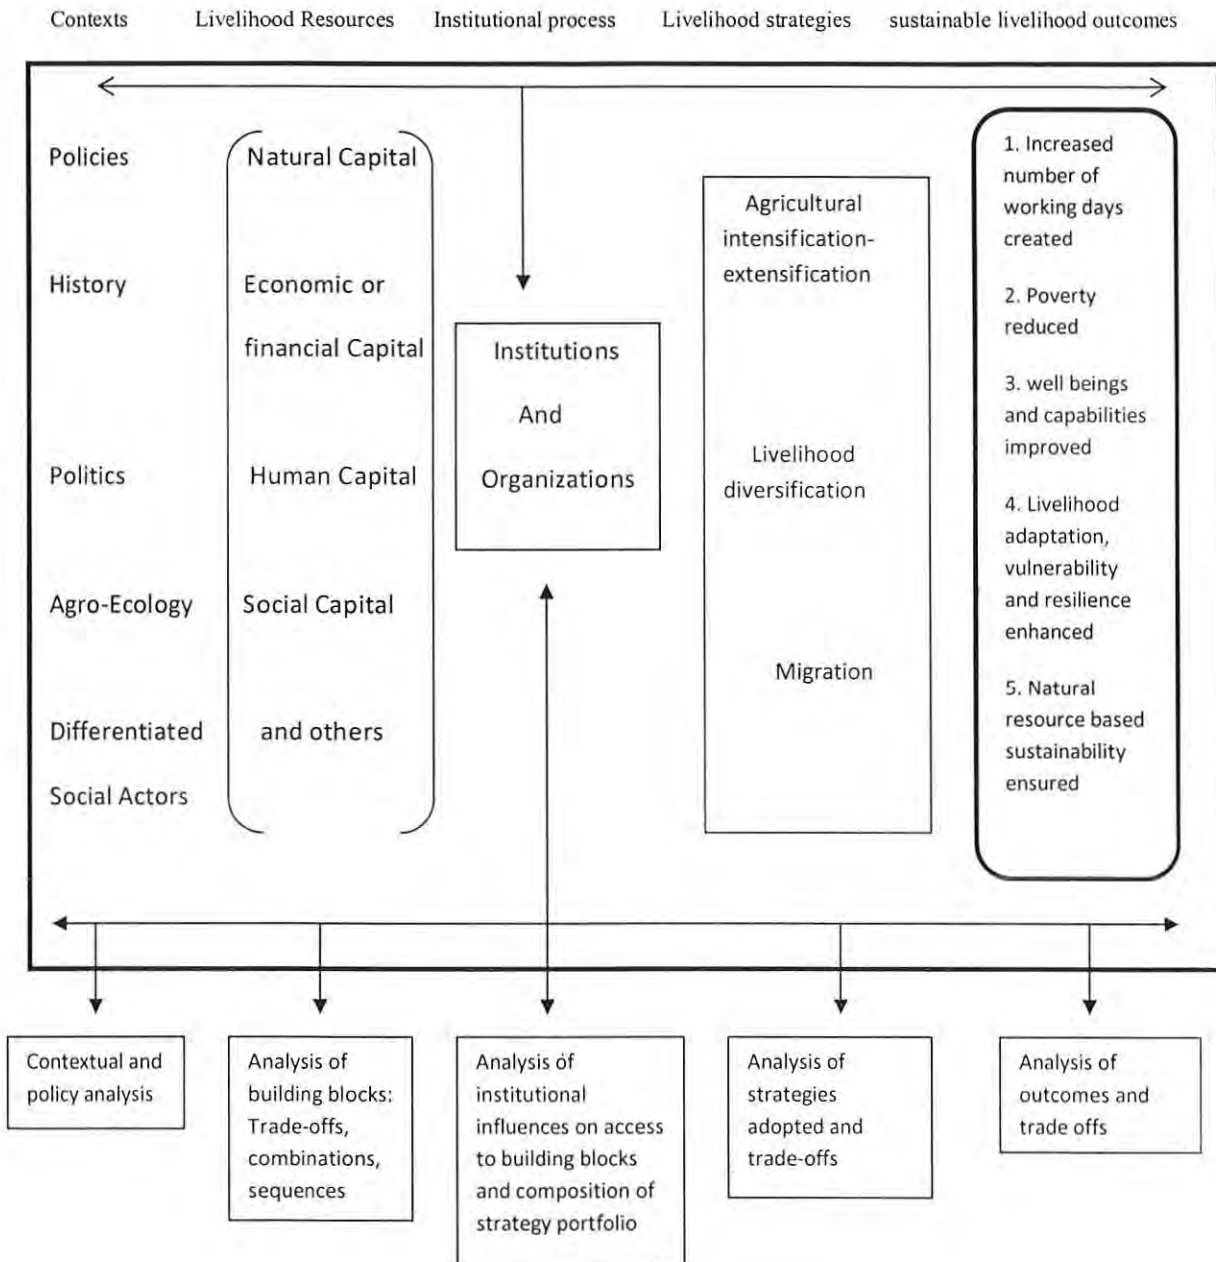 Contexts Livelihood Resources Institutional process Livelihood strategies sustainable livelihood outcomes
Policies
History
Politics
Agro-Ecology
Differentiated
Social Actors
Natural Capital
Economic or
financial Capital
Human Capital
Social Capital
and others
Institutions
And
Organizations
Agricultural
intensification-
extensification
Livelihood
diversification
Migration
1. Increased
number of
working days
created
2. Poverty
reduced
3. well beings
and capabilities
improved
4. Livelihood
adaptation,
vulnerability
and resilience
enhanced
5. Natural
resource based
sustainability
ensured
Contextual and
policy analysis
Analysis of
building blocks:
Trade-offs,
combinations,
sequences
Analysis of
institutional
influences on access
to building blocks
and composition of
strategy portfolio
Analysis of
strategies
adopted and
trade-offs
Analysis of
outcomes and
trade offs